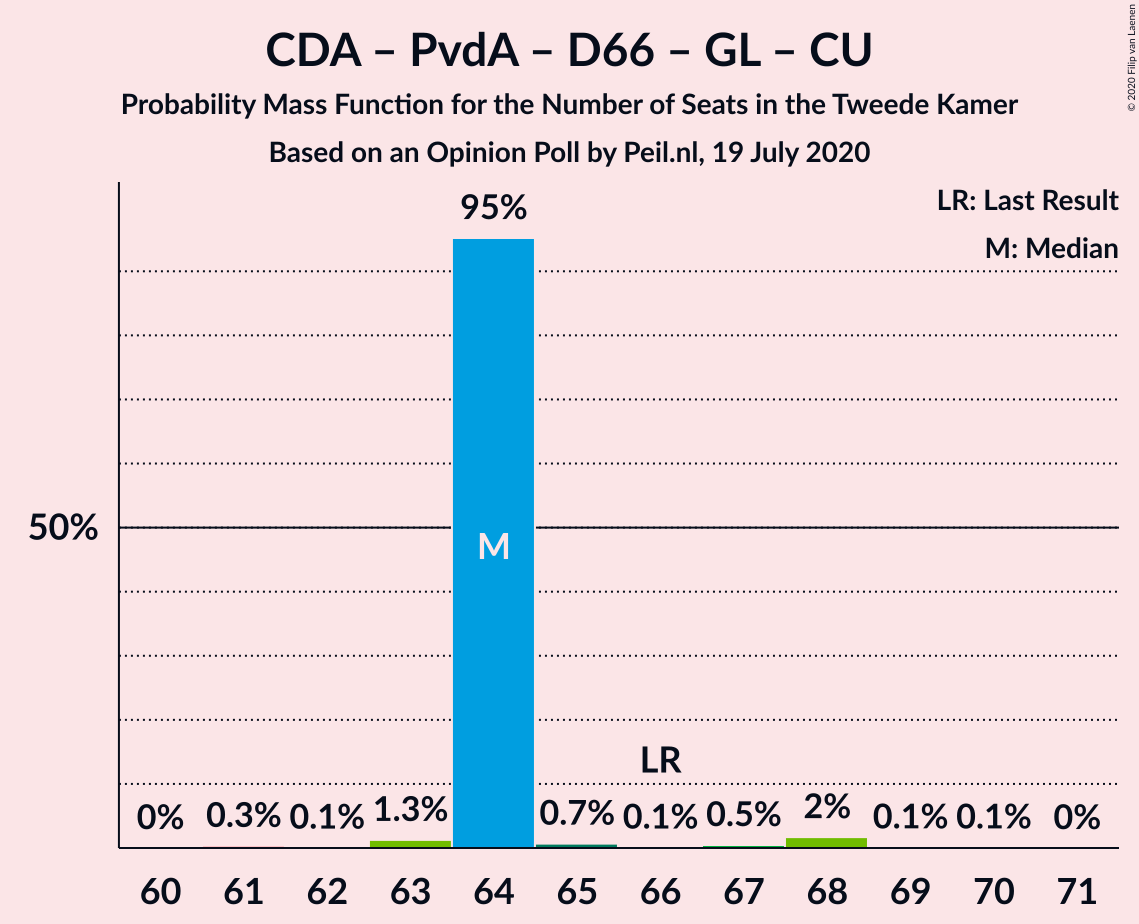 CDA – PvdA – D66 – GL – CU
Probability Mass Function for the Number of Seats in the Tweede Kamer
Based on an Opinion Poll by Peil.nl, 19 July 2020
© 2020 Filip van Laenen
LR: Last Result
M: Median
95%
50%
M
LR
0% 0.3% 0.1% 1.3% 0.7% 0.1% 0.5% 2% 0.1% 0.1% 0%
60 61 62 63 64 65 66 67 68 69 70 71